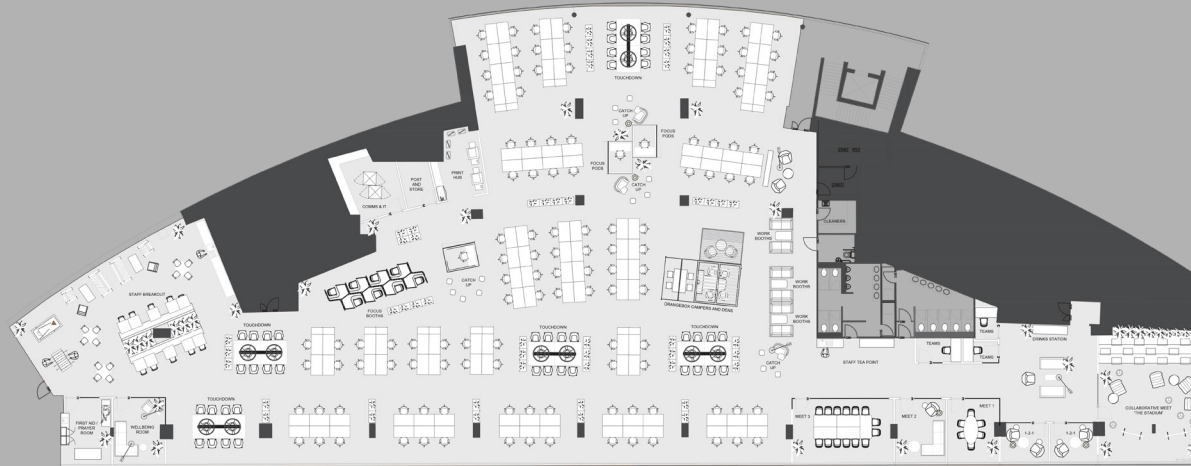 TOUCHDOWN
CATCH
UP
FOCUS
PODS
FOCUS
PODS
CATCH
UP
PRINT
HUB
POST
AND
STORE
COMMS & IT
CLEANERS
WORK
BOOTHS
WORK
BOOTHS
WORK
BOOTHS
CATCH
UP
ORANGEBOX CAMPERS AND DENS
FOCUS
BOOTHS
STAFF BREAKOUT
TOUCHDOWN
TOUCHDOWN
TOUCHDOWN
CATCH
UP
STAFF TEA POINT
TEAMS
TEAMS
TEAMS
DRINKS STATION
TOUCHDOWN
FIRST AID /
PRAYER
ROOM
WELLBEING
ROOM
MEET 3
MEET 2
MEET 1
1-2-1
1-2-1
COLLABORATIVE MEET
'THE STADIUM'